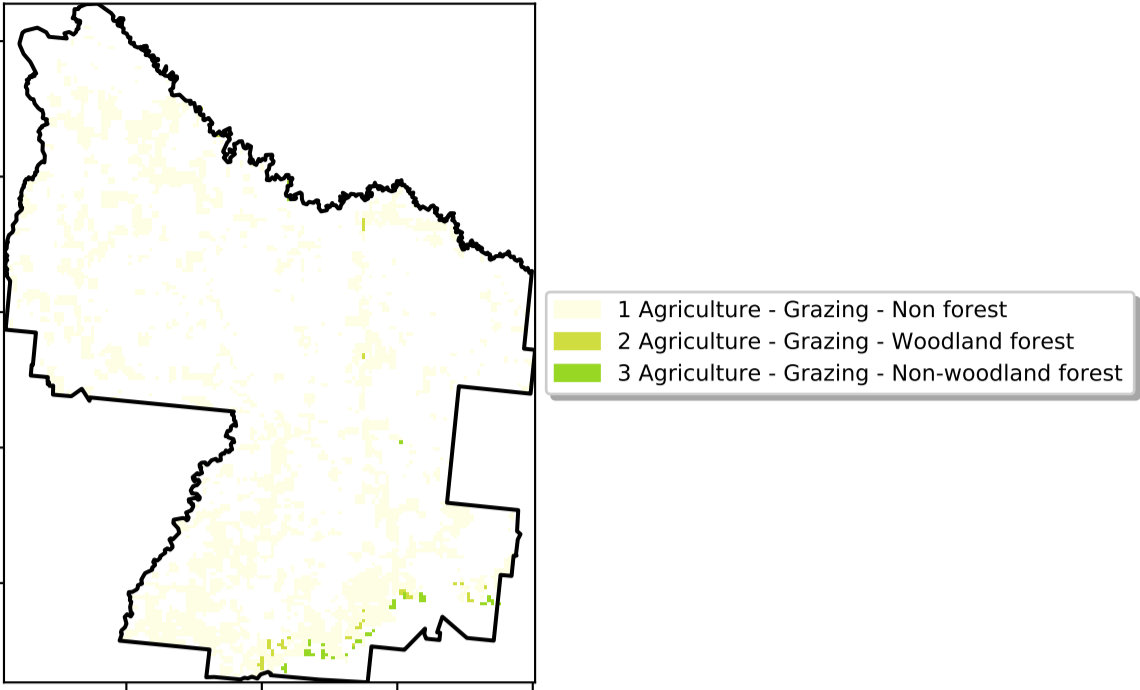 1 Agriculture - Grazing - Non forest
2 Agriculture - Grazing - Woodland forest
3 Agriculture - Grazing - Non-woodland forest